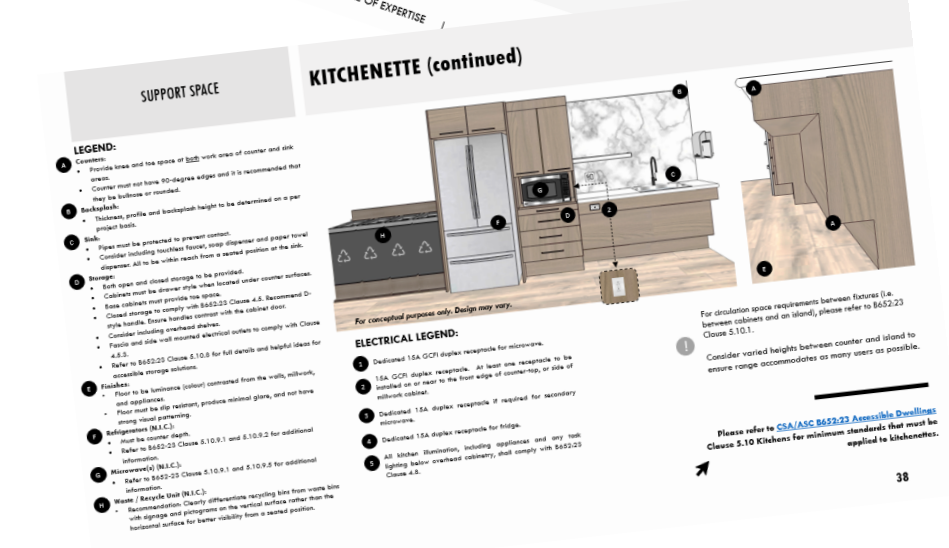 OF EXPERTISE /
SUPPORT SPACE
KITCHENETTE (continued)
LEGEND:
A Counters:
• Provide knee and toe space at both work area of counter and sink
areas.
• Counter must not have 90-degree edges and it is recommended that
they be bullnose or rounded.
B Backsplash:
• Thickness, profile and backsplash height to be determined on a per
project basis.
C Sink:
• Pipes must be protected to prevent contact.
• Consider including touchless faucet, soap dispenser and paper towel
dispenser. All to be within reach from a seated position at the sink.
D Storage:
• Both open and closed storage to be provided.
• Cabinets must be drawer style when located under counter surfaces.
• Base cabinets must provide toe space.
• Closed storage to comply with B652-23 Clause 4.5. Recommend D-
style handle. Ensure handles contrast with the cabinet door.
• Consider including overhead shelves.
• Fascia and side wall mounted electrical outlets to comply with Clause
4.5.3.
• Refer to B652-23 Clause 5.10.8 for full details and helpful ideas for
accessible storage solutions.
E Finishes:
• Floor to be luminance (colour) contrasted from the walls, millwork,
and appliances.
• Floor must be slip resistant, produce minimal glare, and not have
strong visual patterning.
F Refrigerators (N.I.C.):
• Must be counter depth.
• Refer to B652-23 Clause 5.10.9.1 and 5.10.9.2 for additional
information.
G Microwave(s) (N.I.C.):
• Refer to B652-23 Clause 5.10.9.1 and 5.10.9.5 for additional
information.
H Waste / Recycle Unit (N.I.C.):
- Recommendation: Clearly differentiate recycling bins from waste bins
with signage and pictograms on the vertical surface rather than the
horizontal surface for better visibility from a seated position.
B
C
G
D
2
F
H
A
A
E
For conceptual purposes only. Design may vary.
ELECTRICAL LEGEND:
1 Dedicated 15A GCFI duplex receptacle for microwave.
2 15A GCFI duplex receptacle. At least one receptacle to be
installed on or near to the front edge of counter-top, or side of
millwork cabinet.
3 Dedicated 15A duplex receptacle if required for secondary
microwave.
4 Dedicated 15A duplex receptacle for fridge.
5 All kitchen illumination, including appliances and any task
lighting below overhead cabinetry, shall comply with B652:23
Clause 4.8.
For circulation space requirements between fixtures (i.e.
between cabinets and an island), please refer to B652:23
Clause 5.10.1.
! Consider varied heights between counter and island to
ensure range accommodates as many users as possible.
Please refer to CSA/ASC B652:23 Accessible Dwellings
Clause 5.10 Kitchens for minimum standards that must be
applied to kitchenettes.
38